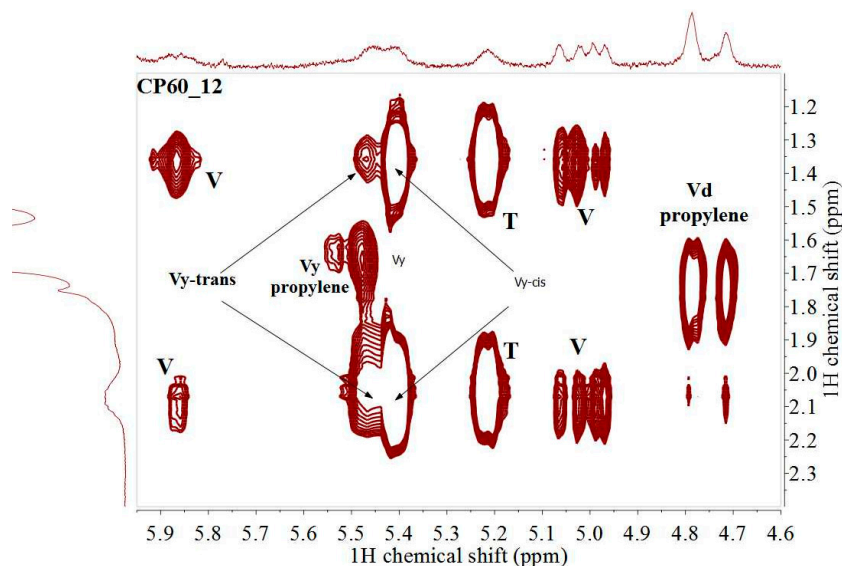 CP60_12
1.2
1.3
1.4
V
V
Vd
1.5
T
propylene
1.6
Vy-trans
Vy
Vy
Vy-cis
1.7
propylene
1.8
V
T
V
1.9
2.0
2.1
2.2
2.3
1H chemical shift (ppm)
5.9 5.8 5.7 5.6 5.5 5.4 5.3 5.2 5.1 5.0 4.9 4.8 4.7 4.6
1H chemical shift (ppm)